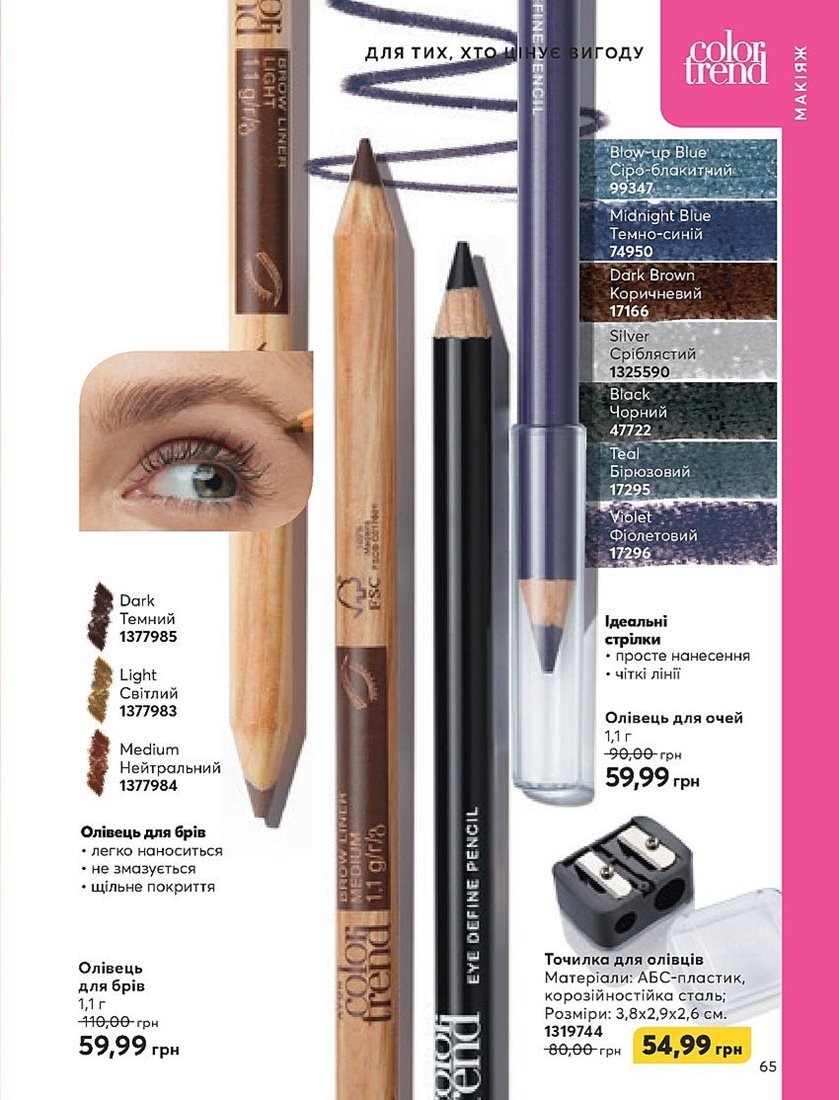 ДЛЯ ТИХ, ХТО ЦІНУЄ ВИГОДУ
color
trend
МАКІЯЖ
BROW LINER
LIGHT
1.1 g/r/
EFINE PENCIL
Blow-up Blue
Сіро-блакитний
99347
Midnight Blue
Темно-синій
74950
Dark Brown
Коричневий
17166
Silver
Сріблястий
1325590
Black
Чорний
47722
Teal
Бірюзовий
17295
Violet
Фіолетовий
17296
Dark
Темний
1377985
Light
Світлий
1377983
Medium
Нейтральний
1377984
Олівець для брів
• легко наноситься
• не змазується
• щільне покриття
Олівець
для брів
1,1 г
110,00 грн
59,99 грн
FSC
BROW LINER
MEDIUM
1.1 g/r/
AVON
color
trend
EYE DEFINE PENCIL
color
trend
Ідеальні
стрілки
• просте нанесення
• чіткі лінії
Олівець для очей
1,1 г
90,00 грн
59,99 грн
Точилка для олівців
Матеріали: АБС-пластик,
корозійностійка сталь;
Розміри: 3,8х2,9х2,6 см.
1319744
80,00 грн
54,99 грн
65